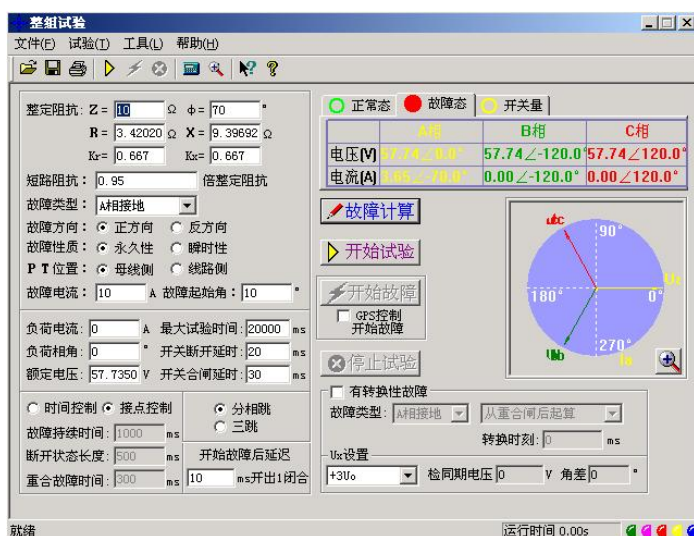 整组试验
文件(F) 试验(T) 工具(L) 帮助(H)
整定阻抗: Z = 10 Ω φ= 70 °
R = 3.42020 Ω X = 9.39692 Ω
Kr= 0.667 Kx= 0.667
短路阻抗: 0.95 倍整定阻抗
故障类型: A相接地
故障方向: 正方向 反方向
故障性质: 永久性 瞬时性
P T位置: 母线侧 线路侧
故障电流: 10 A 故障起始角: 10 °
负荷电流: 0 A 最大试验时间: 20000 ms
负荷相角: 0 ° 开关断开延时: 20 ms
额定电压: 57.7350 V 开关合闸延时: 30 ms
时间控制 接点控制 分相跳
三跳
故障持续时间: 1000 ms
断开状态长度: 500 ms 开始故障后延迟
重合故障时间: 300 ms 10 ms开出1闭合
正常态 故障态 开关量
A相 B相 C相
电压(V) 57.74∠0.0° 57.74∠-120.0° 57.74∠120.0°
电流(A) 3.65∠-70.0° 0.00∠-120.0° 0.00∠120.0°
故障计算
开始试验
开始故障
GPS控制
开始故障
停止试验
90°
180° 0°
270°
有转换性故障
故障类型: A相接地 从重合闸后起算
转换时刻: 0 ms
Ux设置
+3U₀ 检同期电压 0 V 角差 0 °
就绪 运行时间 0.00s